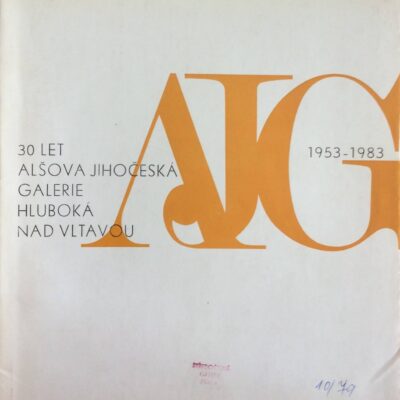 AJG
30 LET
ALŠOVA JIHOČESKÁ
GALERIE
HLUBOKÁ
NAD VLTAVOU
1953-1983
10/79